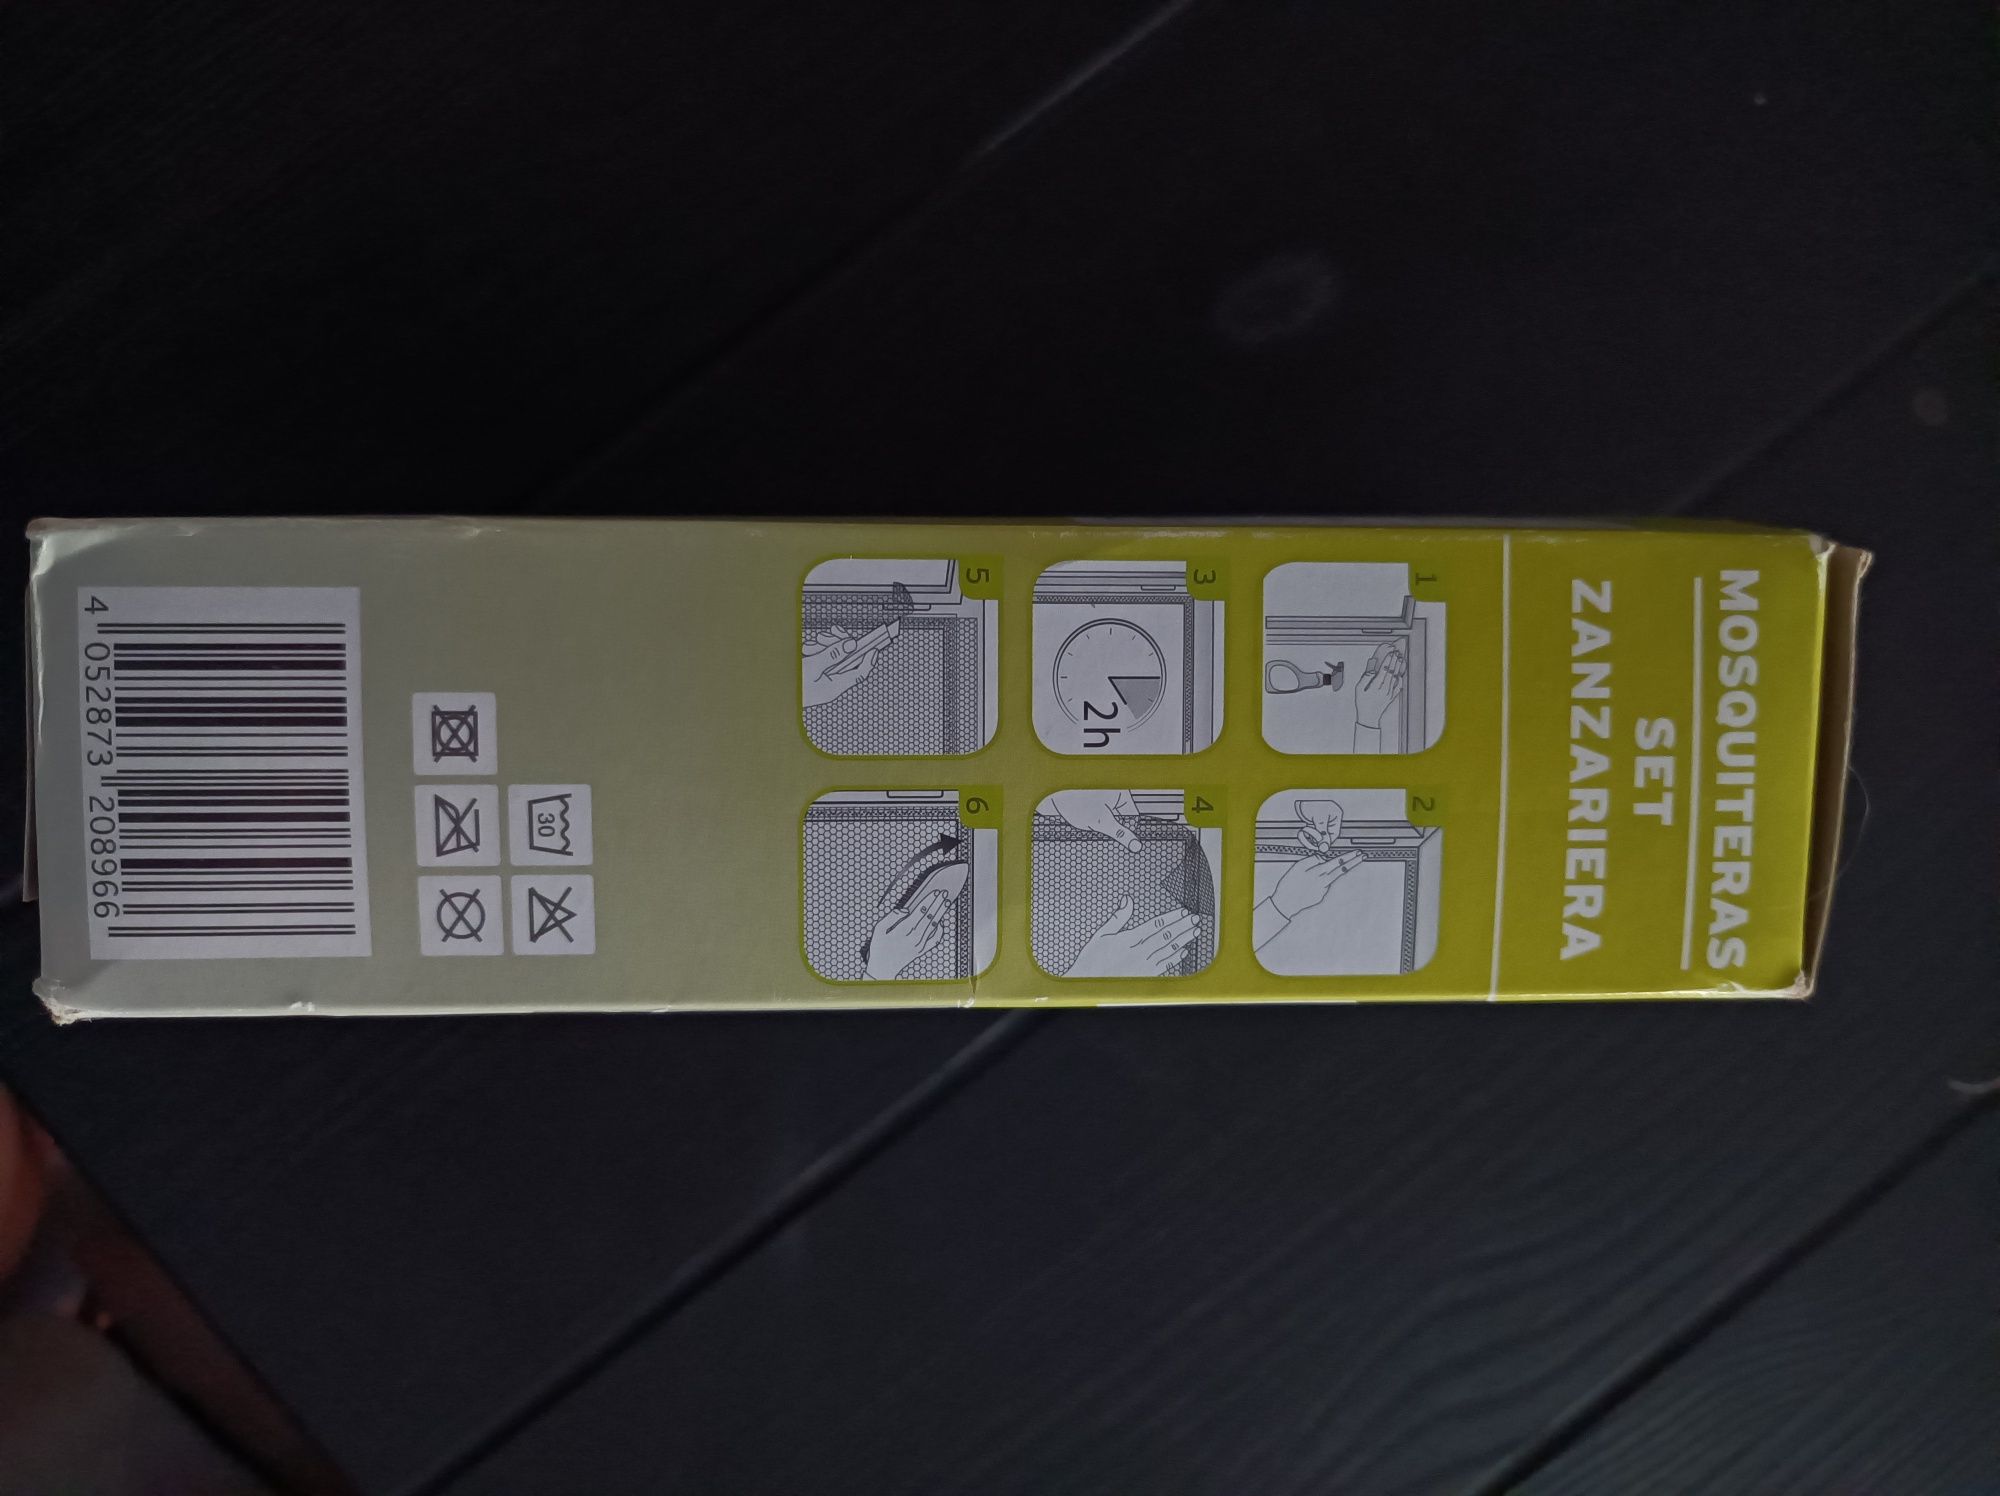 MOSQUITERAS
SET
ZANZARIERA
1
2
3
2h
4
5
6
30
4 052873 208966